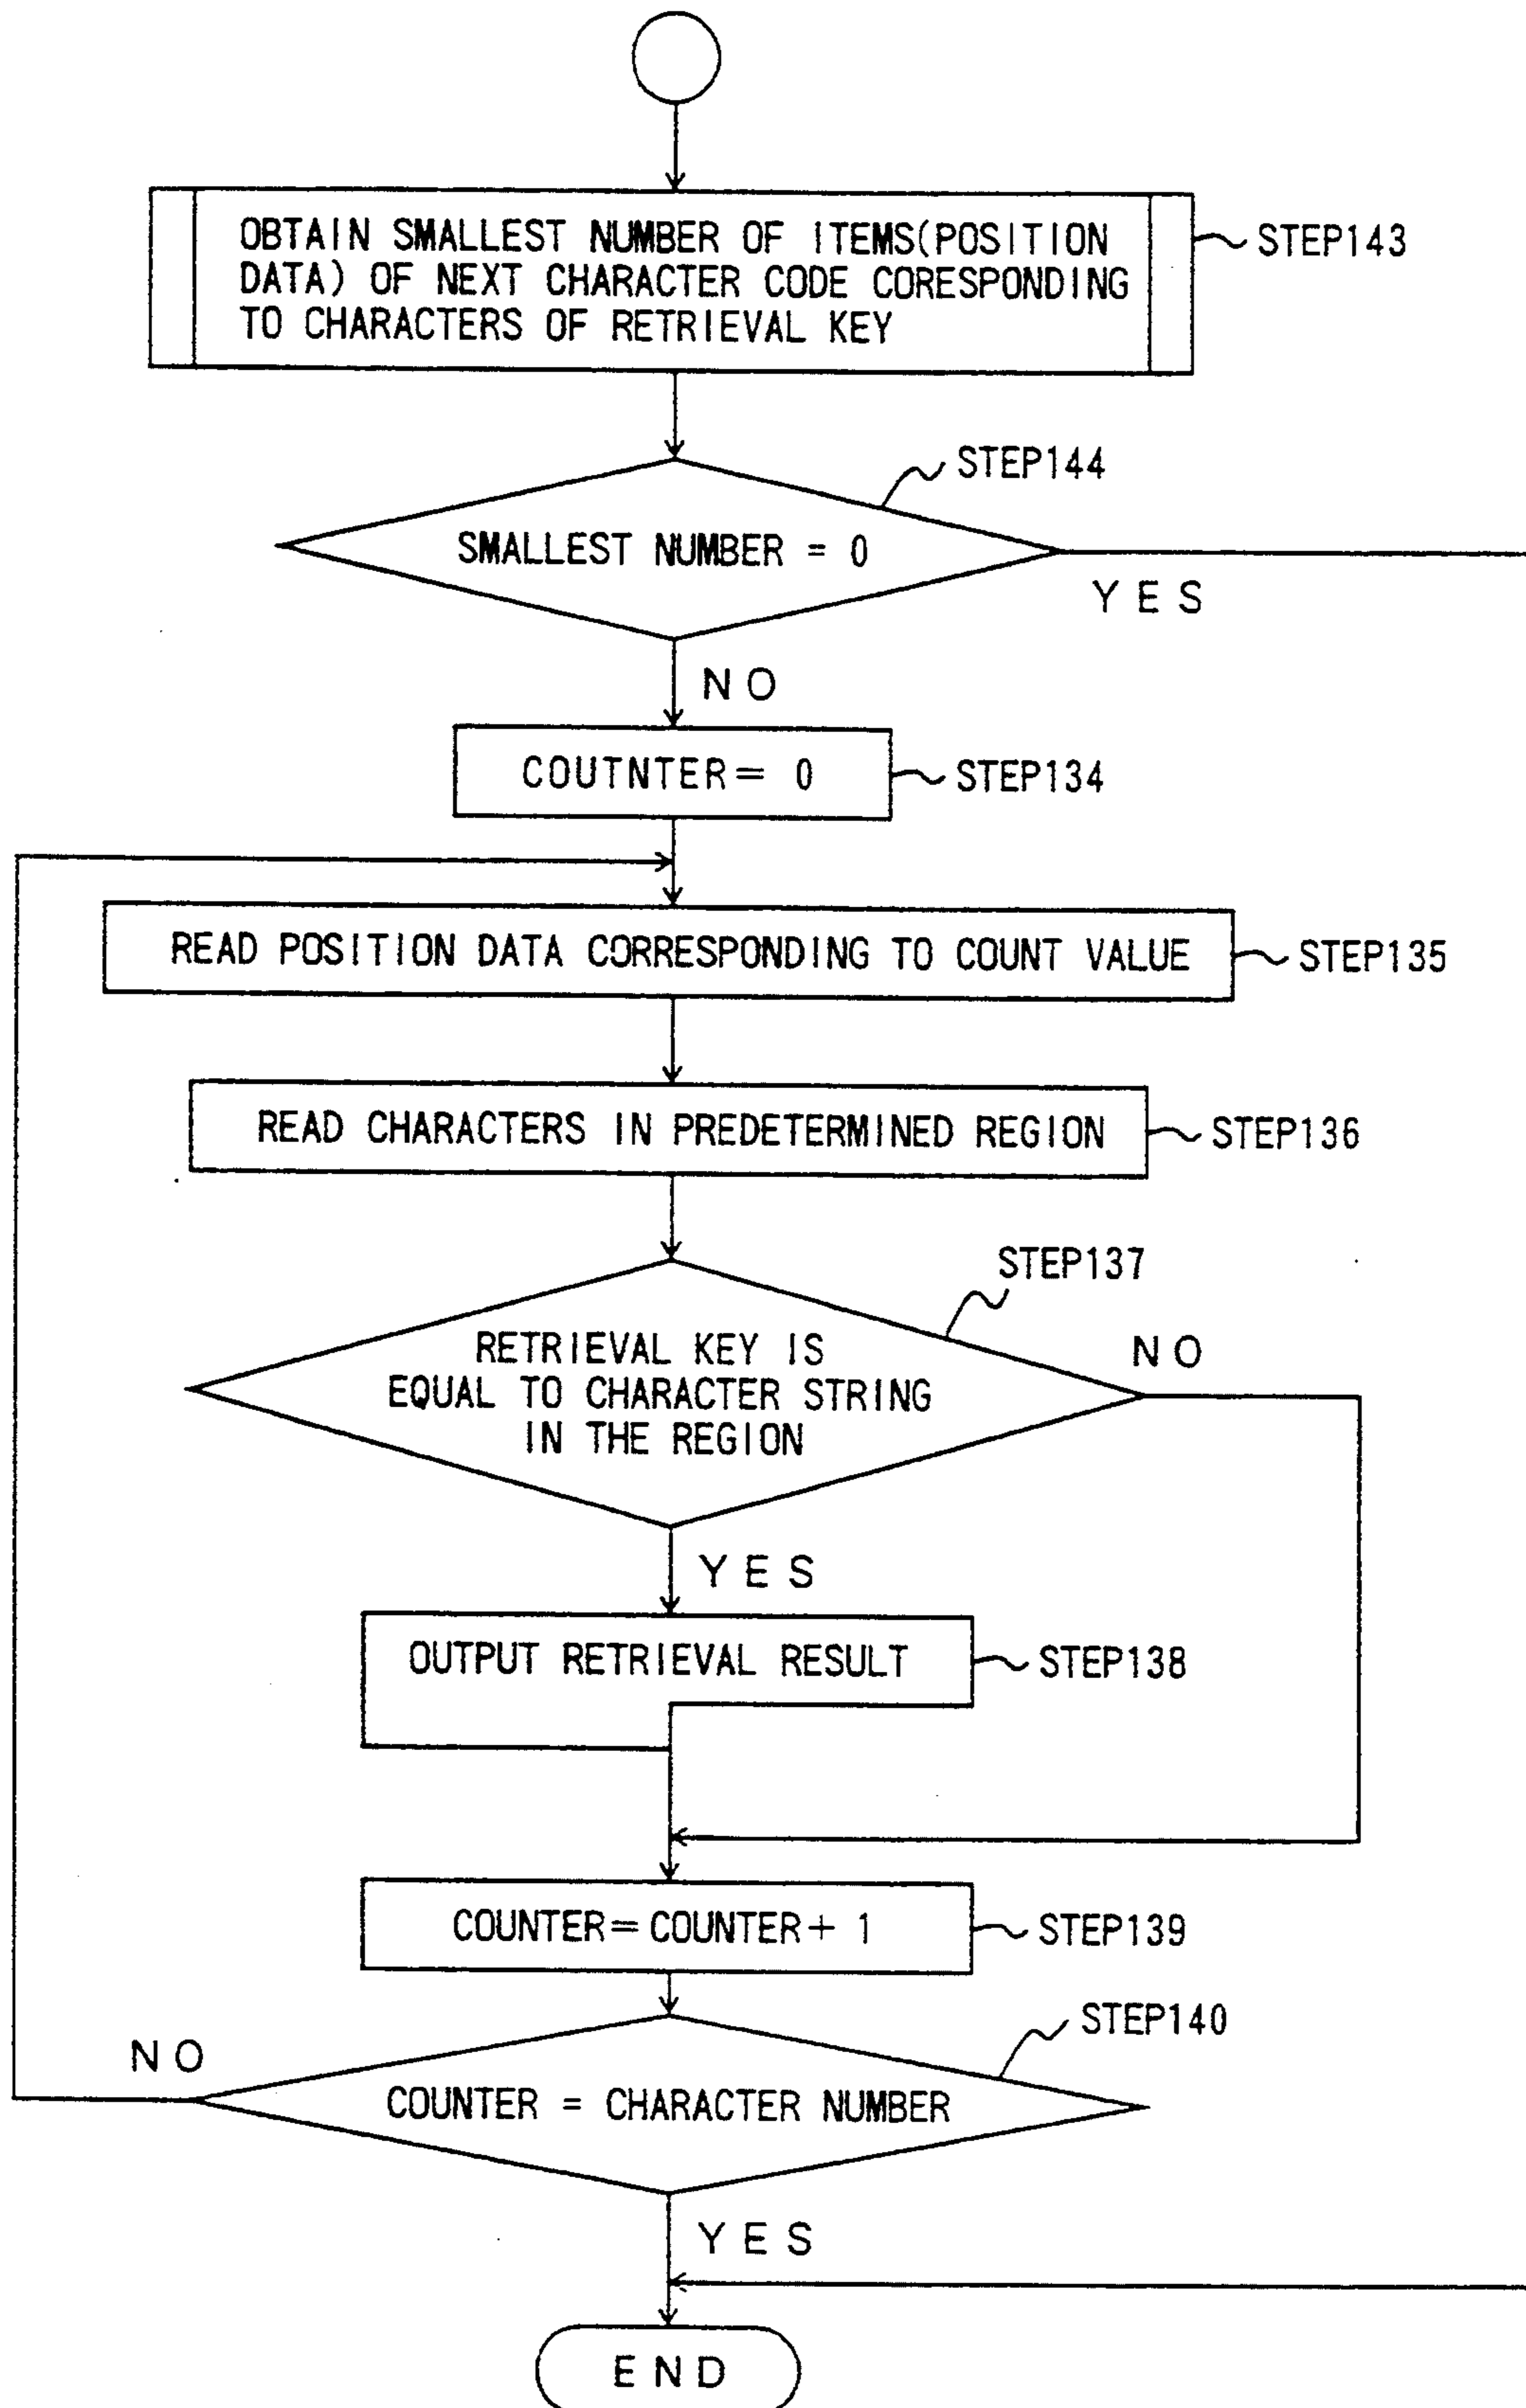 OBTAIN SMALLEST NUMBER OF ITEMS(POSITION
DATA) OF NEXT CHARACTER CODE CORESPONDING
TO CHARACTERS OF RETRIEVAL KEY
STEP143
STEP144
SMALLEST NUMBER = 0
YES
NO
COUTNTER= 0
STEP134
READ POSITION DATA CORRESPONDING TO COUNT VALUE
STEP135
READ CHARACTERS IN PREDETERMINED REGION
STEP136
STEP137
RETRIEVAL KEY IS
EQUAL TO CHARACTER STRING
IN THE REGION
NO
YES
OUTPUT RETRIEVAL RESULT
STEP138
COUNTER=COUNTER+ 1
STEP139
STEP140
NO
COUNTER = CHARACTER NUMBER
YES
END